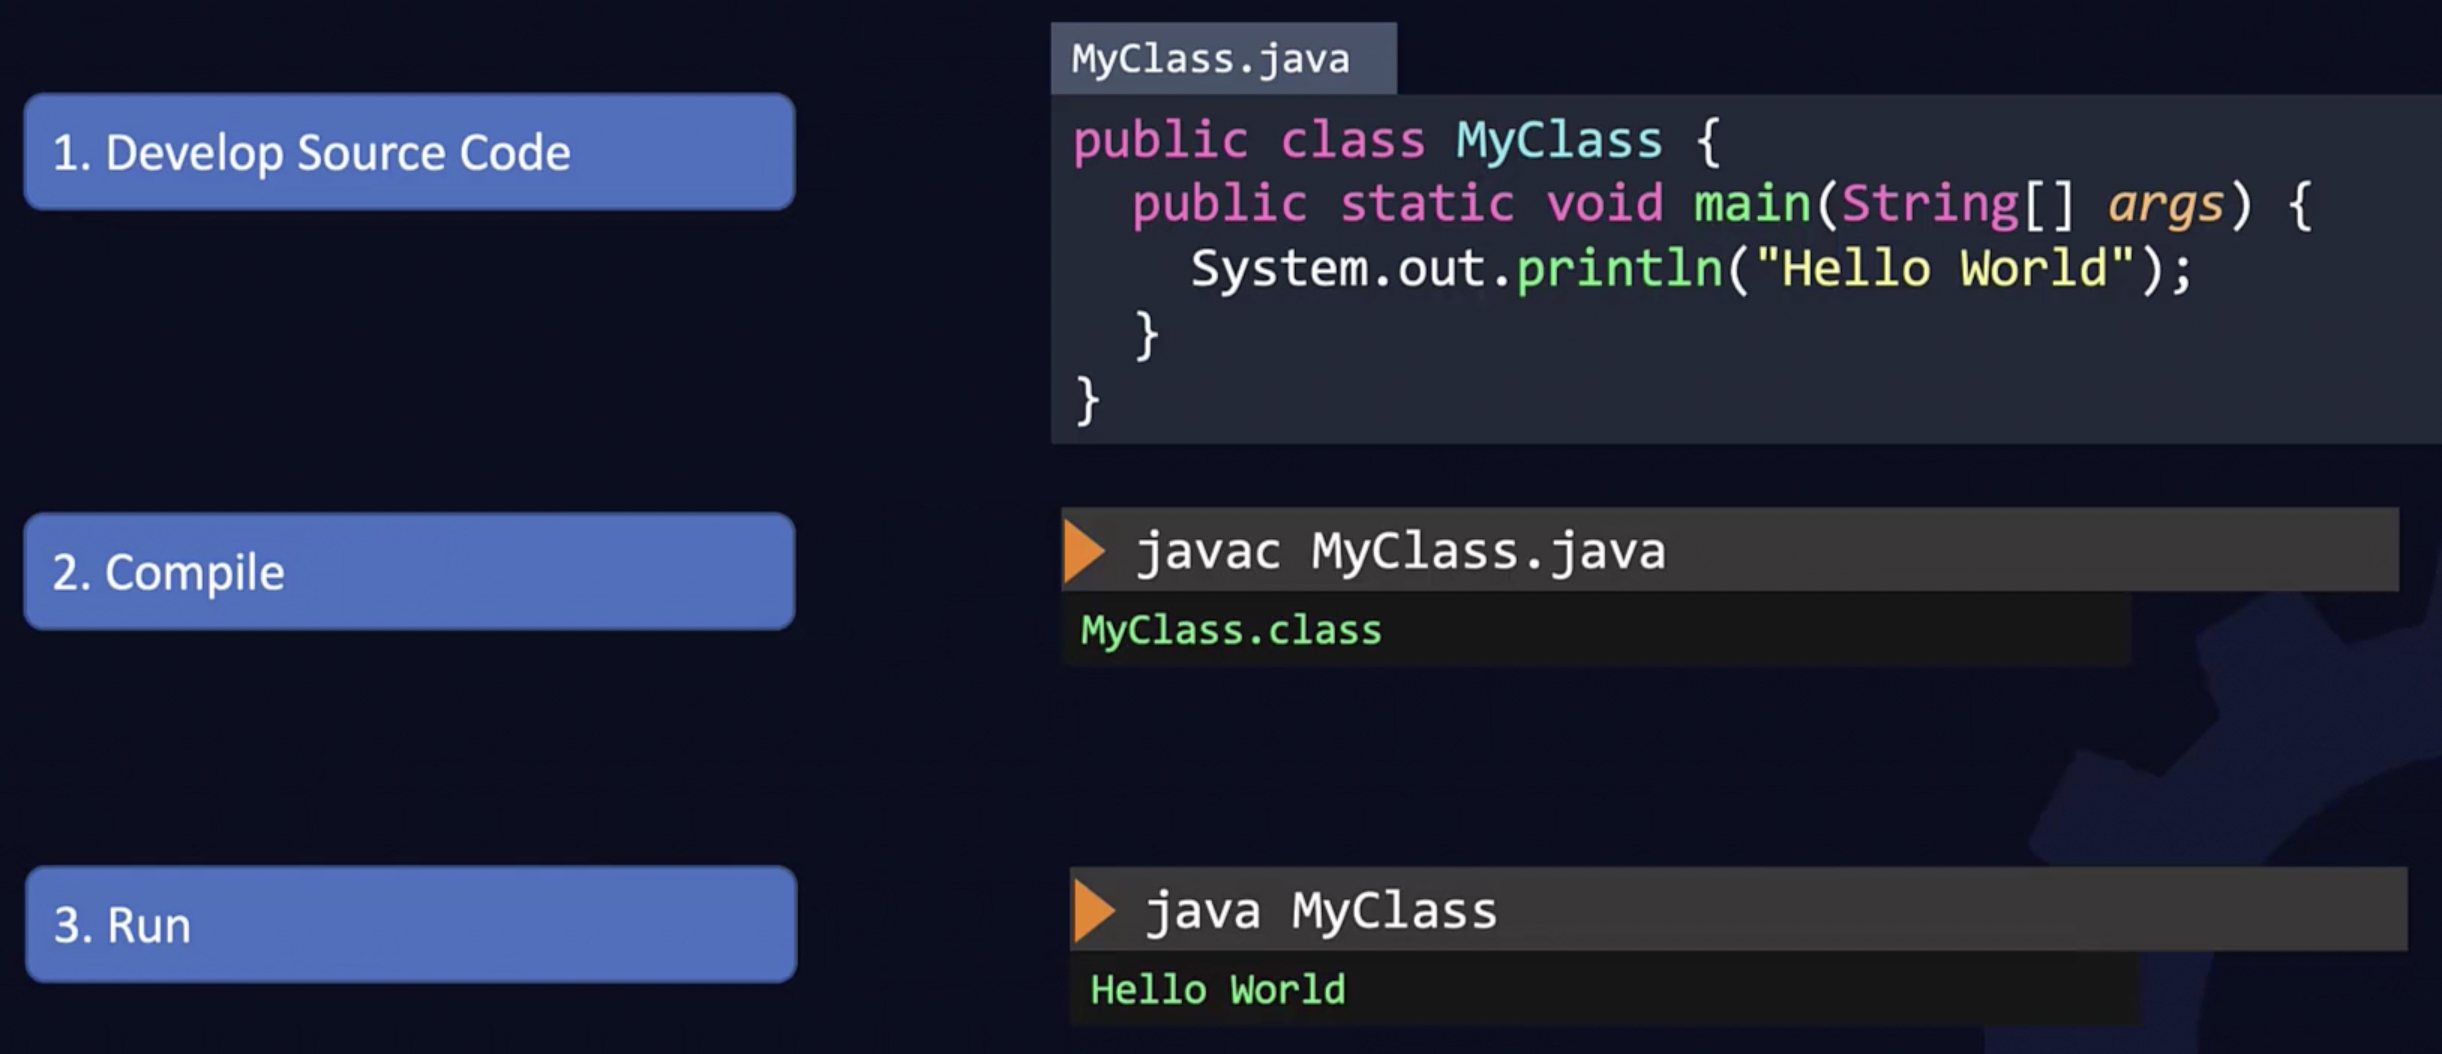 1. Develop Source Code
MyClass.java
public class MyClass {
  public static void main(String[] args) {
    System.out.println("Hello World");
  }
}
2. Compile
javac MyClass.java
MyClass.class
3. Run
java MyClass
Hello World